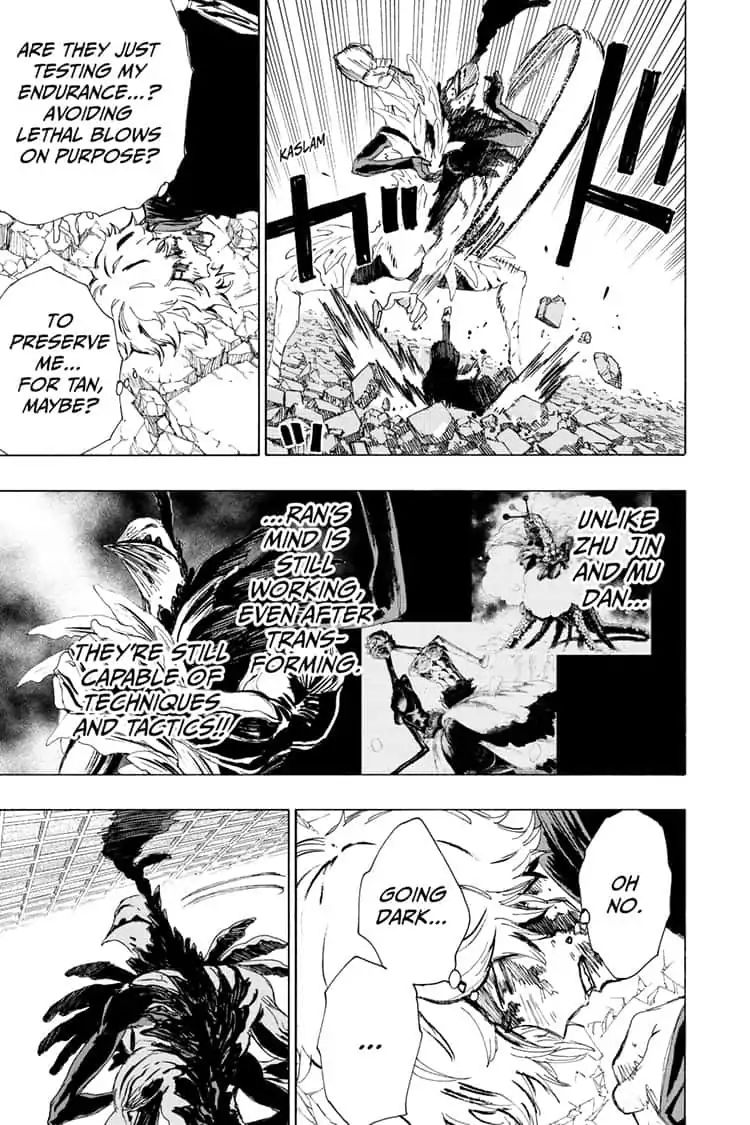 KASLAM
ガッ
ARE THEY JUST
TESTING MY
ENDURANCE...?
AVOIDING
LETHAL BLOWS
ON PURPOSE?
TO
PRESERVE
ME...
FOR TAN,
MAYBE?
UNLIKE
ZHU JIN
AND MU
DAN...
...RAN'S
MIND IS
STILL
WORKING,
EVEN AFTER
TRANS-
FORMING.
THEY'RE STILL
CAPABLE OF
TECHNIQUES
AND TACTICS!!
OH
NO.
GOING
DARK...
...